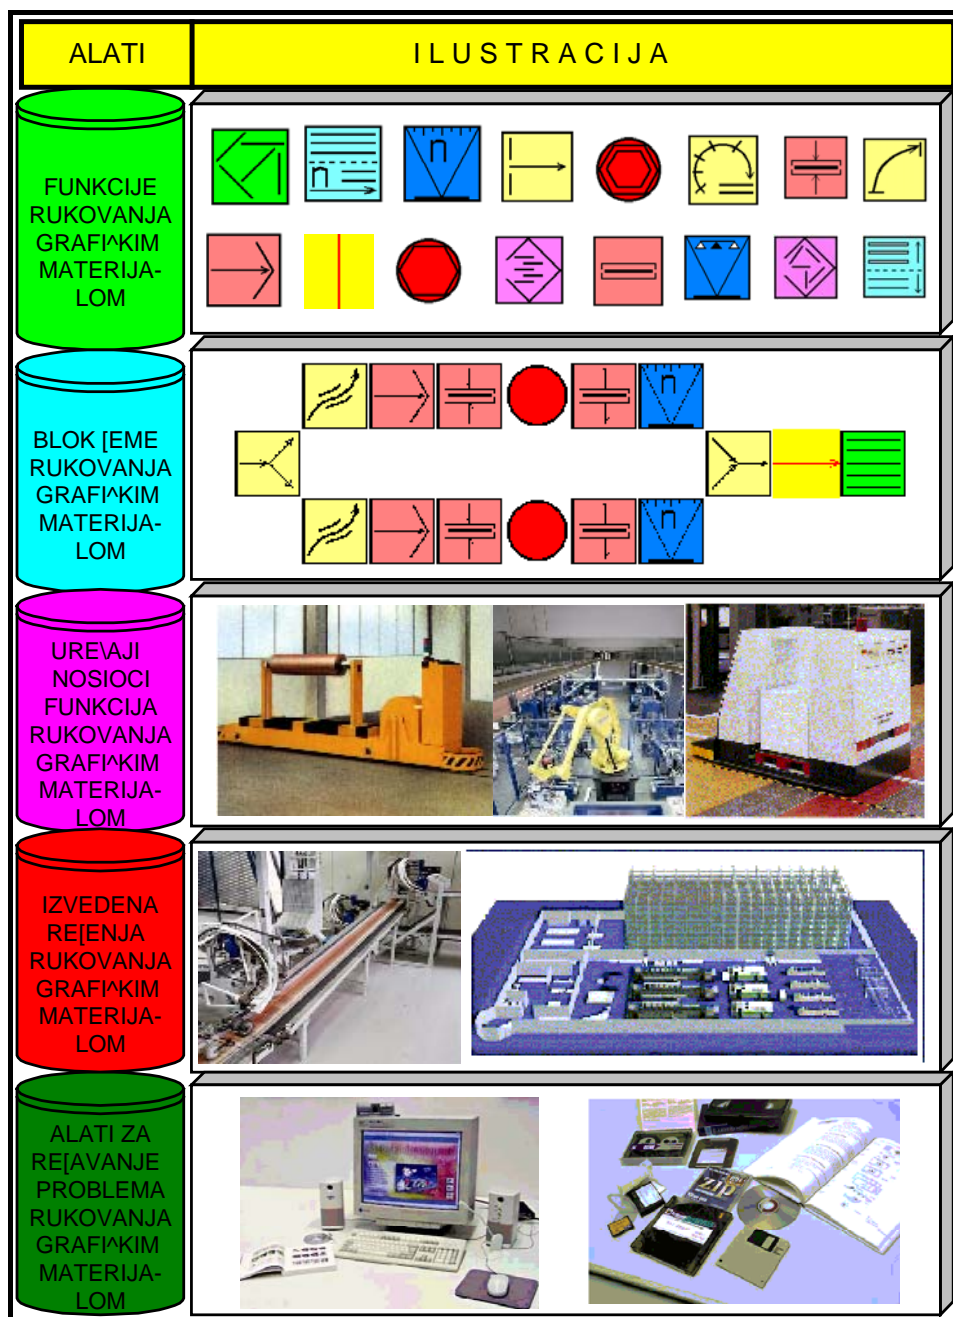 ALATI
I L U S T R A C I J A
FUNKCIJE
RUKOVANJA
GRAFI^KIM
MATERIJA-
LOM
n
n
BLOK [EME
RUKOVANJA
GRAFI^KIM
MATERIJA-
LOM
n
n
URE\AJI
NOSIOCI
FUNKCIJA
RUKOVANJA
GRAFI^KIM
MATERIJA-
LOM
IZVEDENA
RE[ENJA
RUKOVANJA
GRAFI^KIM
MATERIJA-
LOM
ALATI ZA
RE[AVANJE
PROBLEMA
RUKOVANJA
GRAFI^KIM
MATERIJA-
LOM
zip